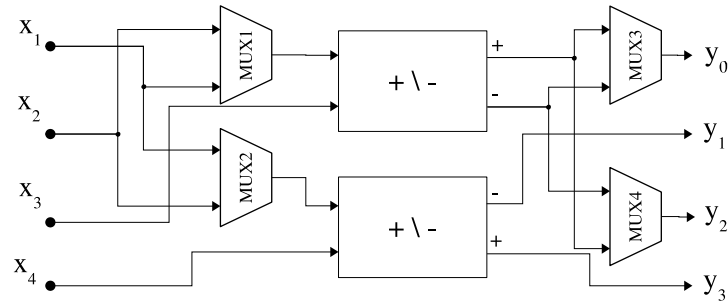 x1
MUX1
+
MUX3
y0
+ \ -
x2
-
y1
x3
MUX2
-
MUX4
y2
+ \ -
+
x4
y3